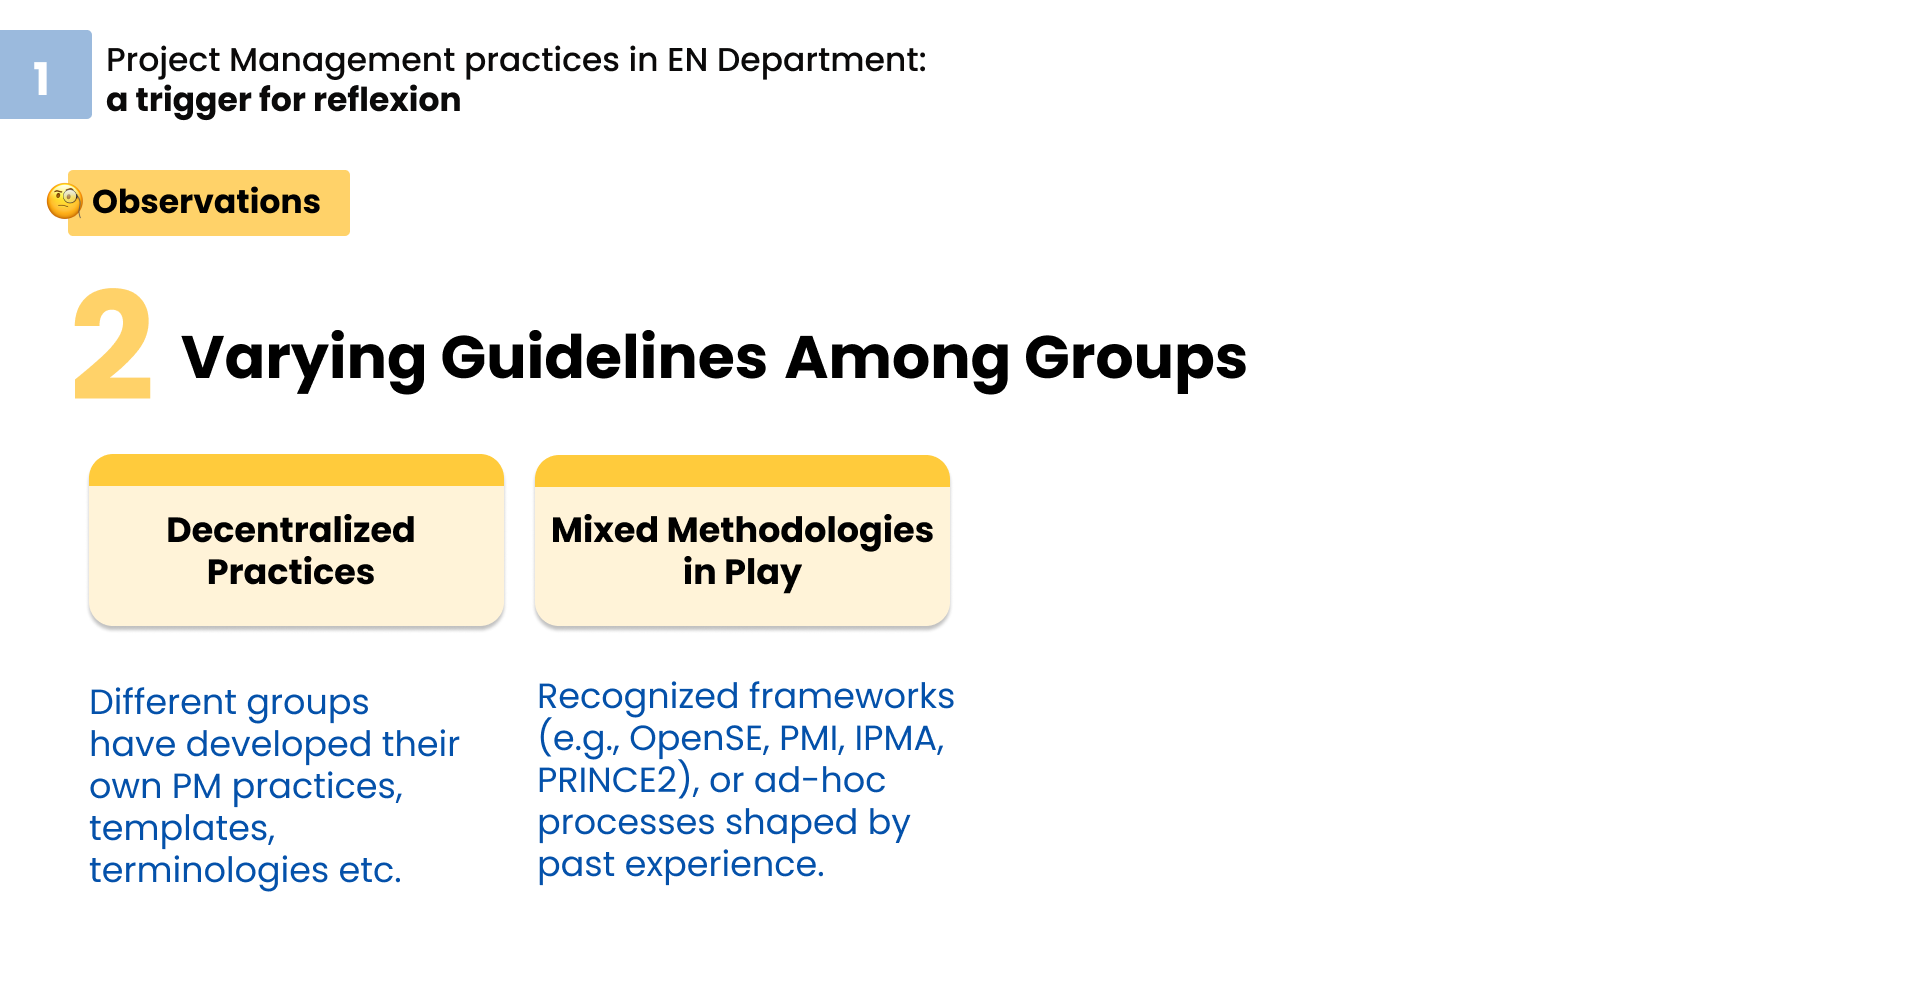 1
Project Management practices in EN Department:
a trigger for reflexion
Observations
2
Varying Guidelines Among Groups
Decentralized
Practices
Different groups
have developed their
own PM practices,
templates,
terminologies etc.
Mixed Methodologies
in Play
Recognized frameworks
(e.g., OpenSE, PMI, IPMA,
PRINCE2), or ad-hoc
processes shaped by
past experience.